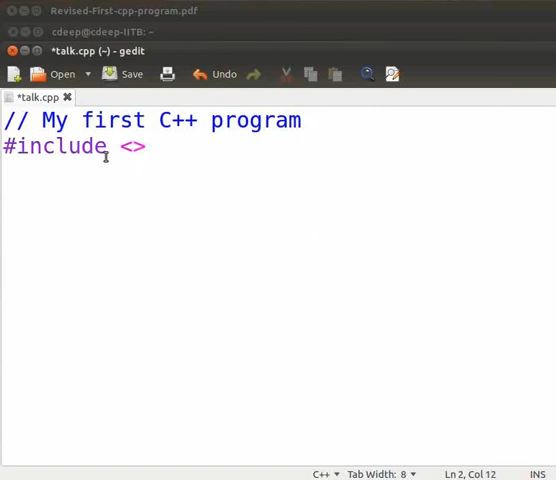 Revised-First-cpp-program.pdf
cdeep@cdeep-IITB: ~
*talk.cpp (~) - gedit
Open Save Undo
*talk.cpp
// My first C++ program
#include <>
C++ Tab Width: 8 Ln 2, Col 12 INS